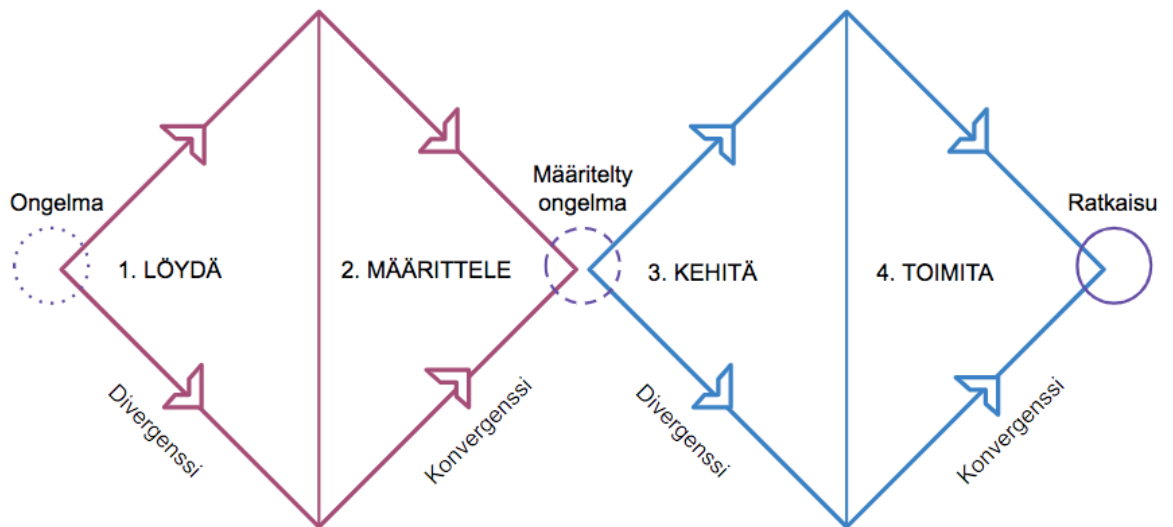 Ongelma
Määritelty
ongelma
Ratkaisu
1. LÖYDÄ
2. MÄÄRITTELE
3. KEHITÄ
4. TOIMITA
Divergenssi
Konvergenssi
Divergenssi
Konvergenssi